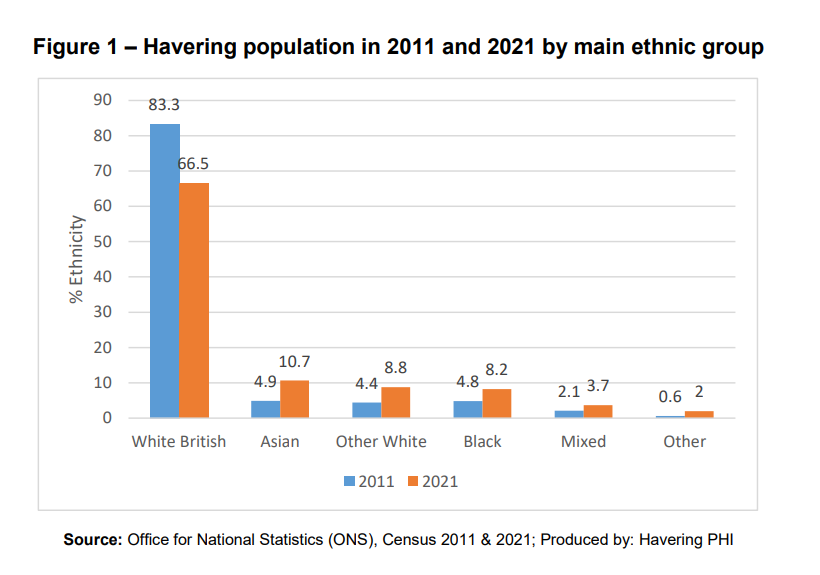 Figure 1 – Havering population in 2011 and 2021 by main ethnic group
90
80
70
60
50
40
30
20
10
0
% Ethnicity
83.3
66.5
4.9
10.7
4.4
8.8
4.8
8.2
2.1
3.7
0.6
2
White British
Asian
Other White
Black
Mixed
Other
2011
2021
Source: Office for National Statistics (ONS), Census 2011 & 2021; Produced by: Havering PHI